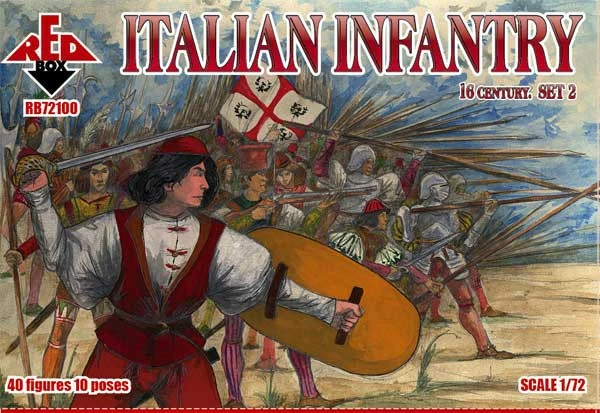 RED
BOX
RB72100
ITALIAN INFANTRY
16 CENTURY. SET 2
40 figures 10 poses
SCALE 1/72